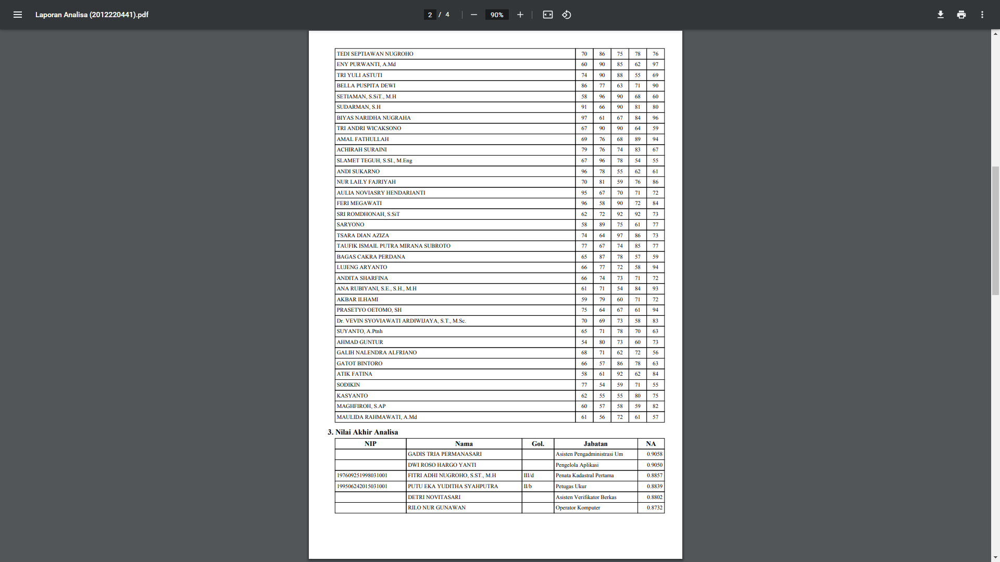 Laporan Analisa (2012220441).pdf 2 / 4 90%
TEDI SEPTIAWAN NUGROHO 70 86 75 78 76
ENY PURWANTI, A.Md 60 90 85 62 97
TRI YULI ASTUTI 74 90 88 55 69
BELLA PUSPITA DEWI 86 77 63 71 90
SETIAMAN, S.SiT., M.H 58 96 90 68 60
SUDARMAN, S.H 91 66 90 81 80
BIYAS NARIDHA NUGRAHA 97 61 67 84 96
TRI ANDRI WICAKSONO 67 90 90 64 59
AMAL FATHULLAH 69 76 68 89 94
ACHIRAH SURAINI 79 76 74 83 67
SLAMET TEGUH, S.SI., M.Eng 67 96 78 54 55
ANDI SUKARNO 96 78 55 62 61
NUR LAILY FAJRIYAH 70 81 59 76 86
AULIA NOVIASRY HENDARIANTI 95 67 70 71 72
FERI MEGAWATI 96 58 90 72 84
SRI ROMDHONAH, S.SiT 62 72 92 92 73
SARYONO 58 89 75 61 77
TSARA DIAN AZIZA 74 64 97 86 73
TAUFIK ISMAIL PUTRA MIRANA SUBROTO 77 67 74 85 77
BAGAS CAKRA PERDANA 65 87 78 57 59
LUJENG ARYANTO 66 77 72 58 94
ANDITA SHARFINA 66 74 73 71 72
ANA RUBIYANI, S.E., S.H., M.H 61 71 54 84 93
AKBAR ILHAMI 59 79 60 71 72
PRASETYO OETOMO, SH 75 64 67 61 94
Dr. VEVIN SYOVIAWATI ARDIWIJAYA, S.T., M.Sc. 70 69 73 58 83
SUYANTO, A.Ptnh 65 71 78 70 63
AHMAD GUNTUR 54 80 73 60 73
GALIH NALENDRA ALFRIANO 68 71 62 72 56
GATOT BINTORO 66 57 86 78 63
ATIK FATINA 58 61 92 62 84
SODIKIN 77 54 59 71 55
KASYANTO 62 55 55 80 75
MAGHFIROH, S.AP 60 57 58 59 82
MAULIDA RAHMAWATI, A.Md 61 56 72 61 57
3. Nilai Akhir Analisa
NIP Nama Gol. Jabatan NA
GADIS TRIA PERMANASARI Asisten Pengadministrasi Um 0.9058
DWI ROSO HARGO YANTI Pengelola Aplikasi 0.9050
197609251998031001 FITRI ADHI NUGROHO, S.ST., M.H III/d Penata Kadastral Pertama 0.8857
199506242015031001 PUTU EKA YUDITHA SYAHPUTRA II/b Petugas Ukur 0.8839
DETRI NOVITASARI Asisten Verifikator Berkas 0.8802
RILO NUR GUNAWAN Operator Komputer 0.8732